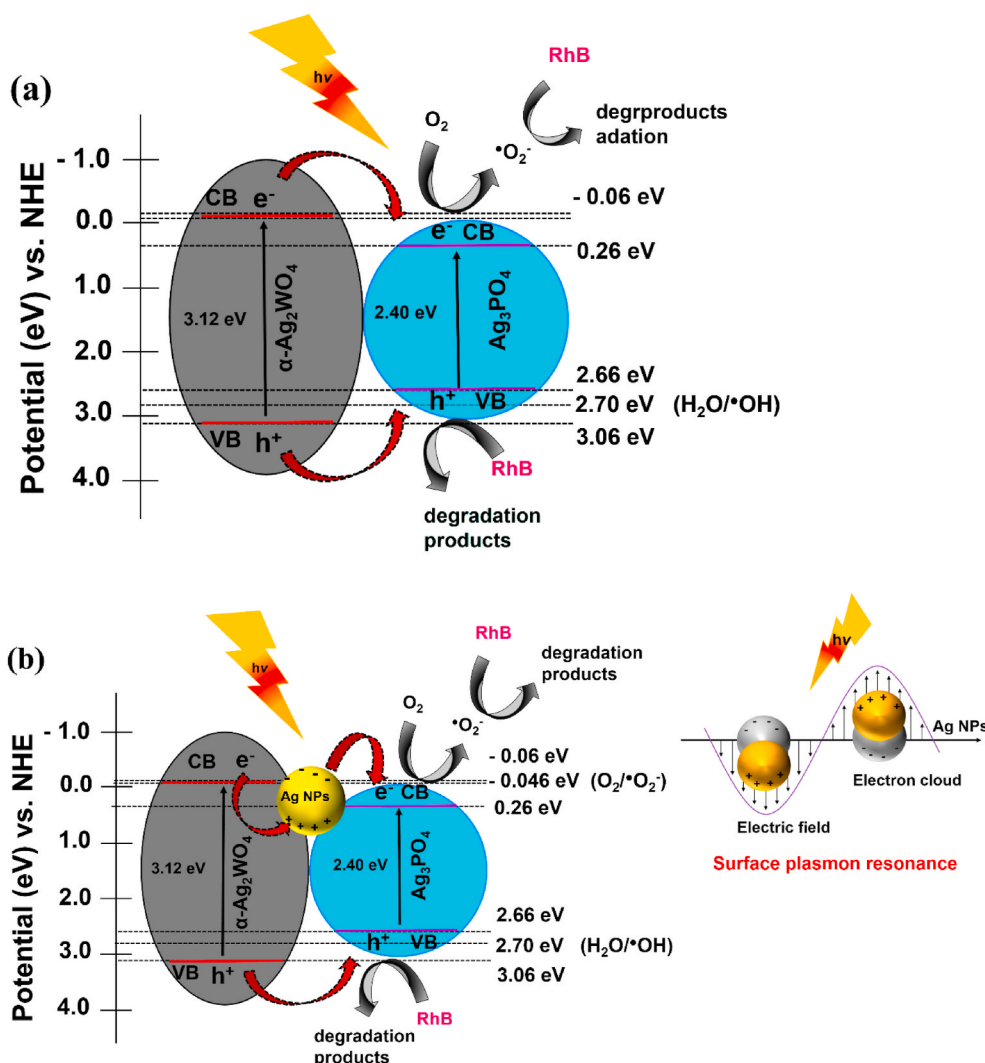 (a)
hν
RhB
degrproducts
adation
O₂
•O₂⁻
Potential (eV) vs. NHE
- 1.0
0.0
1.0
2.0
3.0
4.0
CB e⁻
3.12 eV
α-Ag₂WO₄
VB h⁺
e⁻ CB
2.40 eV
Ag₃PO₄
h⁺ VB
- 0.06 eV
0.26 eV
2.66 eV
2.70 eV (H₂O/•OH)
3.06 eV
RhB
degradation
products
(b)
hν
RhB
degradation
products
O₂
•O₂⁻
Potential (eV) vs. NHE
-1.0
0.0
1.0
2.0
3.0
4.0
CB e⁻
- - - -
Ag NPs
+ + + + +
3.12 eV
α-Ag₂WO₄
VB h⁺
e⁻ CB
2.40 eV
Ag₃PO₄
h⁺ VB
- 0.06 eV
- 0.046 eV (O₂/•O₂⁻)
0.26 eV
2.66 eV
2.70 eV (H₂O/•OH)
3.06 eV
RhB
degradation
products
hν
Ag NPs
Electron cloud
Electric field
Surface plasmon resonance